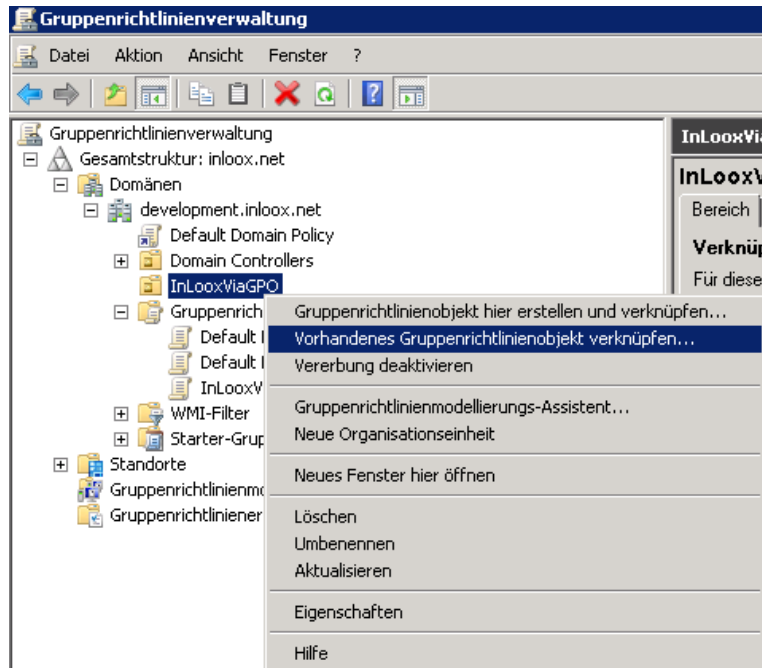 Gruppenrichtlinienverwaltung
Datei Aktion Ansicht Fenster ?
Gruppenrichtlinienverwaltung
Gesamtstruktur: inloox.net
Domänen
development.inloox.net
Default Domain Policy
Domain Controllers
InLooxViaGPO
Gruppenrich
Default
Default
InLooxV
WMI-Filter
Starter-Grup
Standorte
Gruppenrichtlinienmo
Gruppenrichtliniener
InLooxVia
InLooxV
Bereich
Verknüp
Für diese
Gruppenrichtlinienobjekt hier erstellen und verknüpfen...
Vorhandenes Gruppenrichtlinienobjekt verknüpfen...
Vererbung deaktivieren
Gruppenrichtlinienmodellierungs-Assistent...
Neue Organisationseinheit
Neues Fenster hier öffnen
Löschen
Umbenennen
Aktualisieren
Eigenschaften
Hilfe